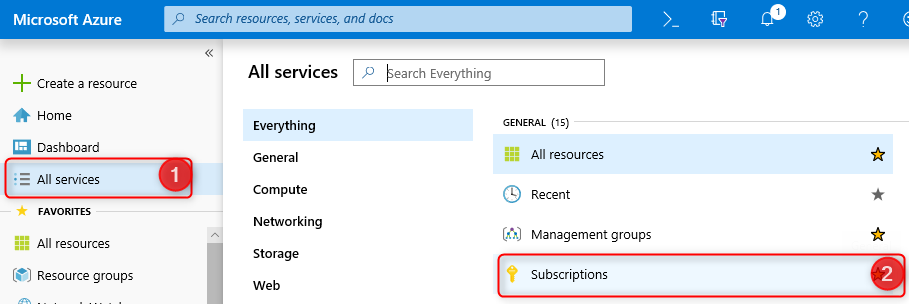 Microsoft Azure
Search resources, services, and docs
1
«
Create a resource
Home
Dashboard
All services
1
FAVORITES
All resources
Resource groups
All services
Search Everything
Everything
General
Compute
Networking
Storage
Web
GENERAL (15)
All resources
Recent
Management groups
Subscriptions
2